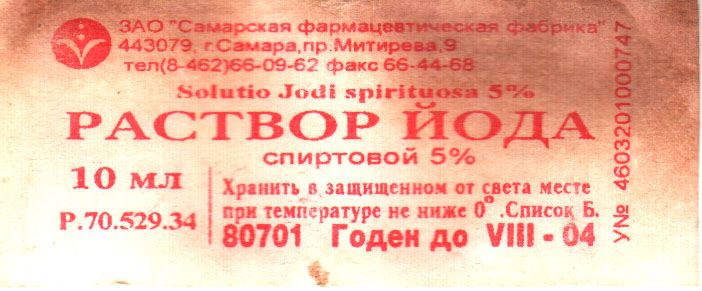 ЗАО "Самарская фармацевтическая фабрика"
443079, г.Самара,пр.Митирева,9
тел(8-462)66-09-62 факс 66-44-68
Solutio Jodi spirituosa 5%
РАСТВОР ЙОДА
спиртовой 5%
10 мл
Р.70.529.34
Хранить в защищенном от света месте
при температуре не ниже 0° .Список Б.
80701 Годен до VIII - 04
У№ 4603201000747